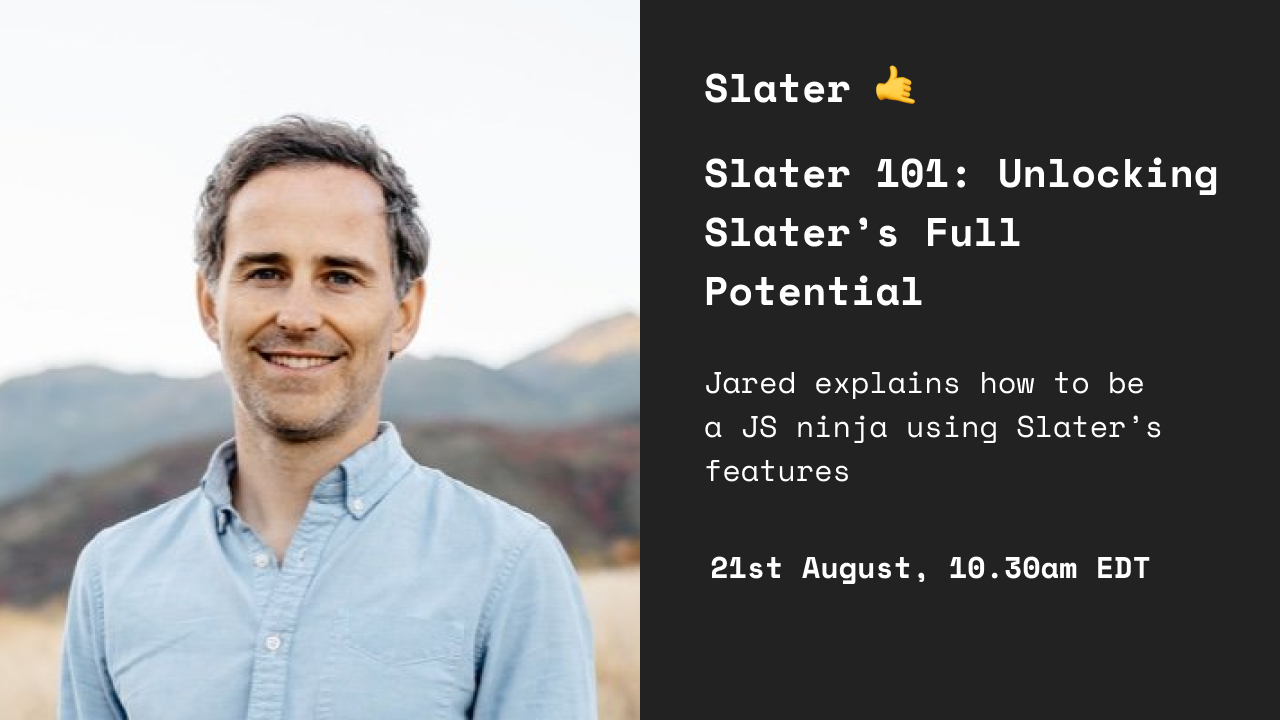 Slater 🤙
Slater 101: Unlocking
Slater’s Full
Potential
Jared explains how to be
a JS ninja using Slater’s
features
21st August, 10.30am EDT